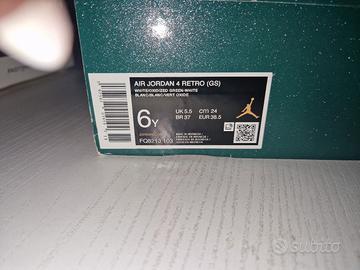 AIR JORDAN 4 RETRO (GS)
WHITE/OXIDIZED GREEN-WHITE
BLANC/BLANC/VERT OXIDE
6Y
UK 5.5 cm 24
BR 37 EUR 38.5
FQ8213 103
subito